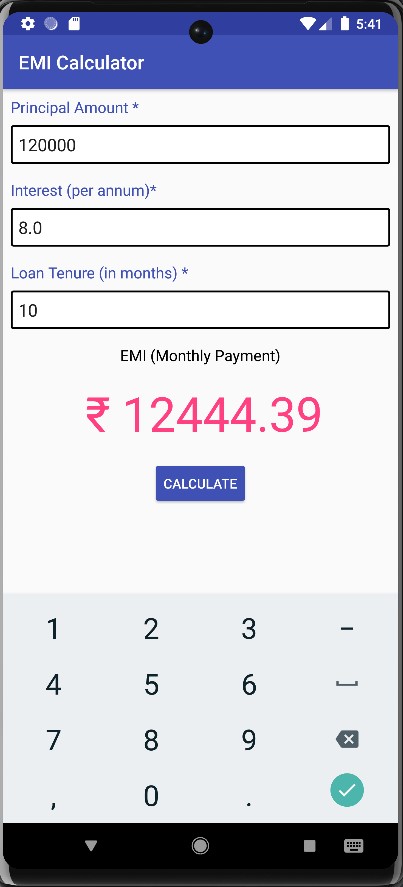 5:41
EMI Calculator
Principal Amount *
120000
Interest (per annum)*
8.0
Loan Tenure (in months) *
10
EMI (Monthly Payment)
₹ 12444.39
CALCULATE
1 2 3 –
4 5 6
7 8 9
, 0 .